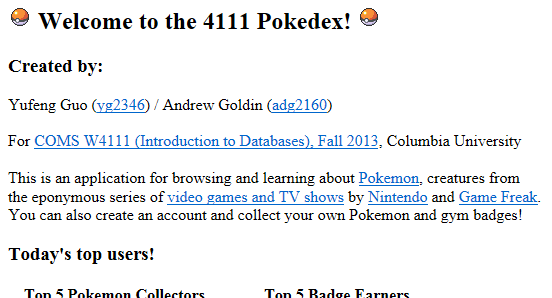 Welcome to the 4111 Pokedex!
Created by:
Yufeng Guo (yg2346) / Andrew Goldin (adg2160)
For COMS W4111 (Introduction to Databases), Fall 2013, Columbia University
This is an application for browsing and learning about Pokemon, creatures from
the eponymous series of video games and TV shows by Nintendo and Game Freak.
You can also create an account and collect your own Pokemon and gym badges!
Today's top users!
Top 5 Pokemon Collectors Top 5 Badge Earners